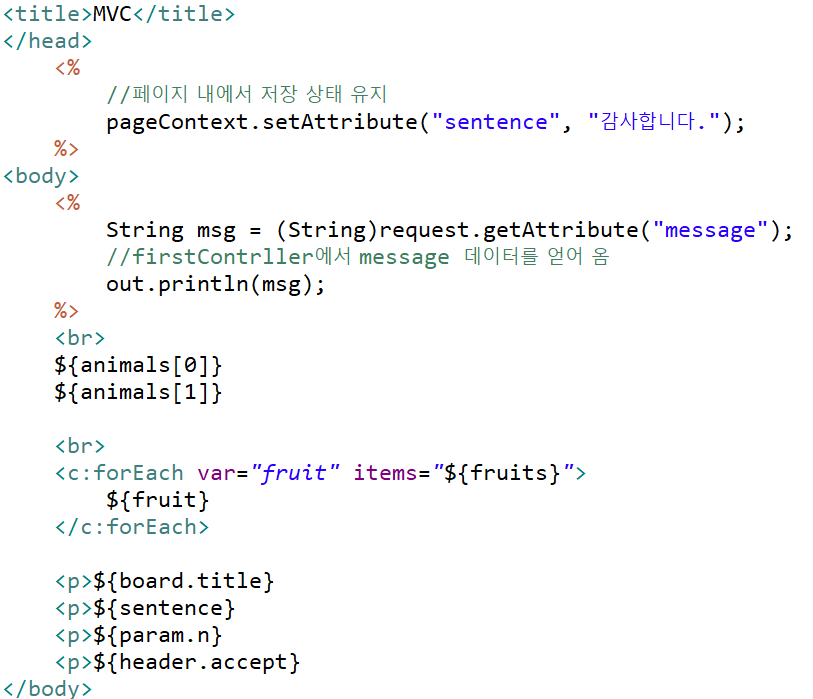 <title>MVC</title>
</head>
<%
//페이지 내에서 저장 상태 유지
pageContext.setAttribute("sentence", "감사합니다.");
%>
<body>
<%
String msg = (String)request.getAttribute("message");
//firstContrller에서 message 데이터를 얻어 옴
out.println(msg);
%>
<br>
${animals[0]}
${animals[1]}
<br>
<c:forEach var="fruit" items="${fruits}">
${fruit}
</c:forEach>
<p>${board.title}
<p>${sentence}
<p>${param.n}
<p>${header.accept}
</body>